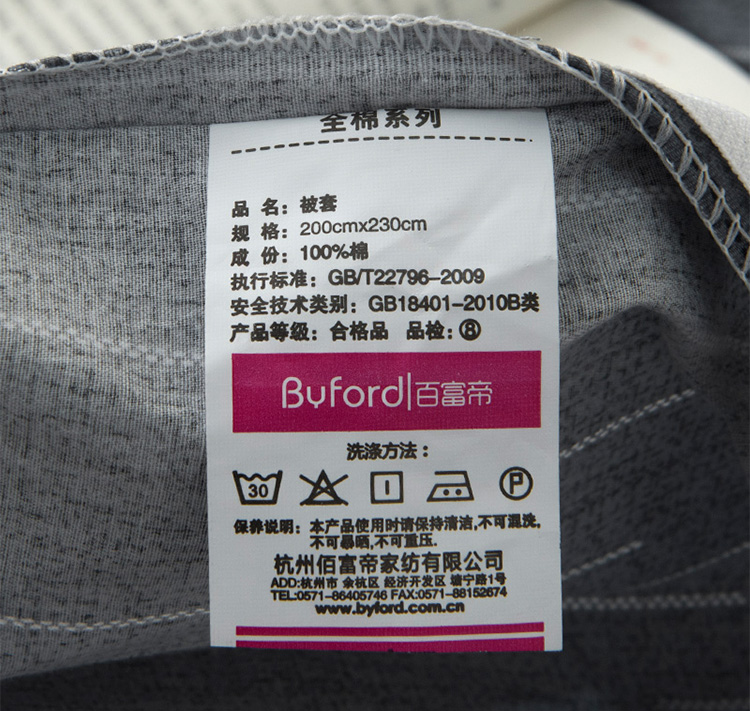 全棉系列
品 名：被套
规 格：200cmx230cm
成 份：100%棉
执行标准：GB/T22796-2009
安全技术类别：GB18401-2010B类
产品等级：合格品 品检：⑧
Byford|百富帝
洗涤方法：
30 P
保养说明：本产品使用时请保持清洁,不可混洗,
不可暴晒,不可重压.
杭州佰富帝家纺有限公司
ADD:杭州市 余杭区 经济开发区 塘宁路1号
TEL:0571-86405746 FAX:0571-88152674
www.byford.com.cn